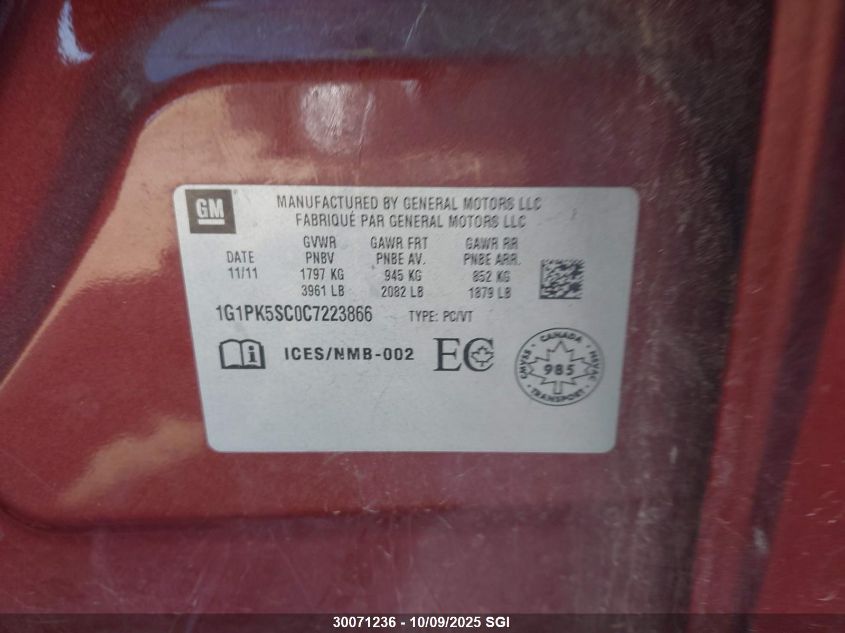 GM
MANUFACTURED BY GENERAL MOTORS LLC
FABRIQUÉ PAR GENERAL MOTORS LLC
GVWR GAWR FRT GAWR RR
DATE PNBV PNBE AV. PNBE ARR.
11/11 1797 KG 945 KG 852 KG
3961 LB 2082 LB 1879 LB
1G1PK5SC0C7223866 TYPE: PC/VT
ICES/NMB-002 EC
CANADA
CMVSS 985 NSVAC
TRANSPORT
30071236 - 10/09/2025 SGI